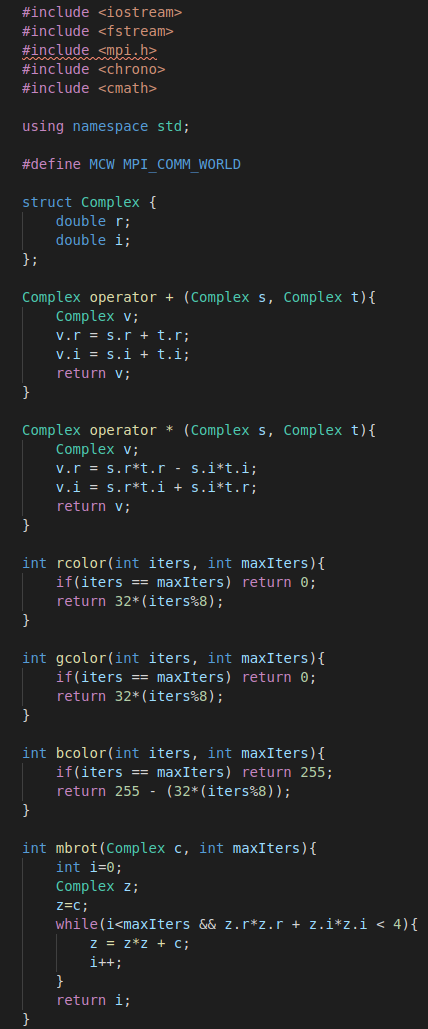 #include <iostream>
#include <fstream>
#include <mpi.h>
#include <chrono>
#include <cmath>

using namespace std;

#define MCW MPI_COMM_WORLD

struct Complex {
    double r;
    double i;
};

Complex operator + (Complex s, Complex t){
    Complex v;
    v.r = s.r + t.r;
    v.i = s.i + t.i;
    return v;
}

Complex operator * (Complex s, Complex t){
    Complex v;
    v.r = s.r*t.r - s.i*t.i;
    v.i = s.r*t.i + s.i*t.r;
    return v;
}

int rcolor(int iters, int maxIters){
    if(iters == maxIters) return 0;
    return 32*(iters%8);
}

int gcolor(int iters, int maxIters){
    if(iters == maxIters) return 0;
    return 32*(iters%8);
}

int bcolor(int iters, int maxIters){
    if(iters == maxIters) return 255;
    return 255 - (32*(iters%8));
}

int mbrot(Complex c, int maxIters){
    int i=0;
    Complex z;
    z=c;
    while(i<maxIters && z.r*z.r + z.i*z.i < 4){
        z = z*z + c;
        i++;
    }
    return i;
}